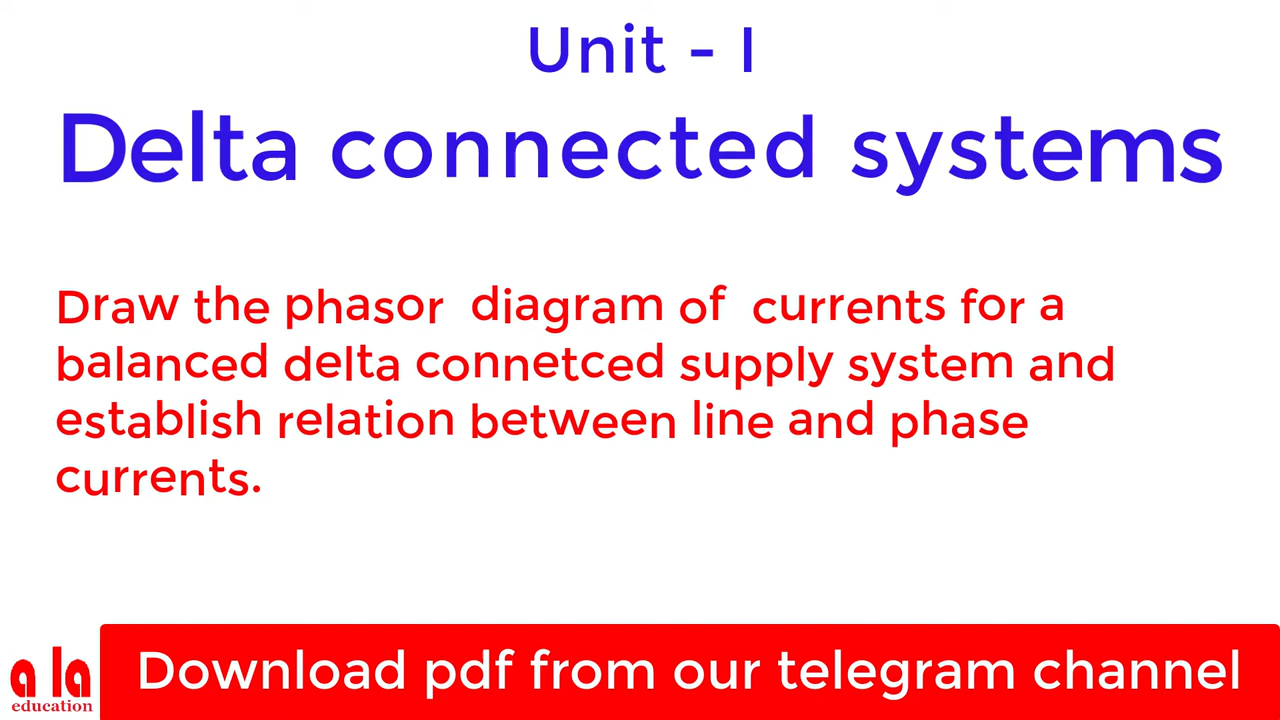 Unit - I
Delta connected systems
Draw the phasor diagram of currents for a
balanced delta connetced supply system and
establish relation between line and phase
currents.
a la
education
Download pdf from our telegram channel